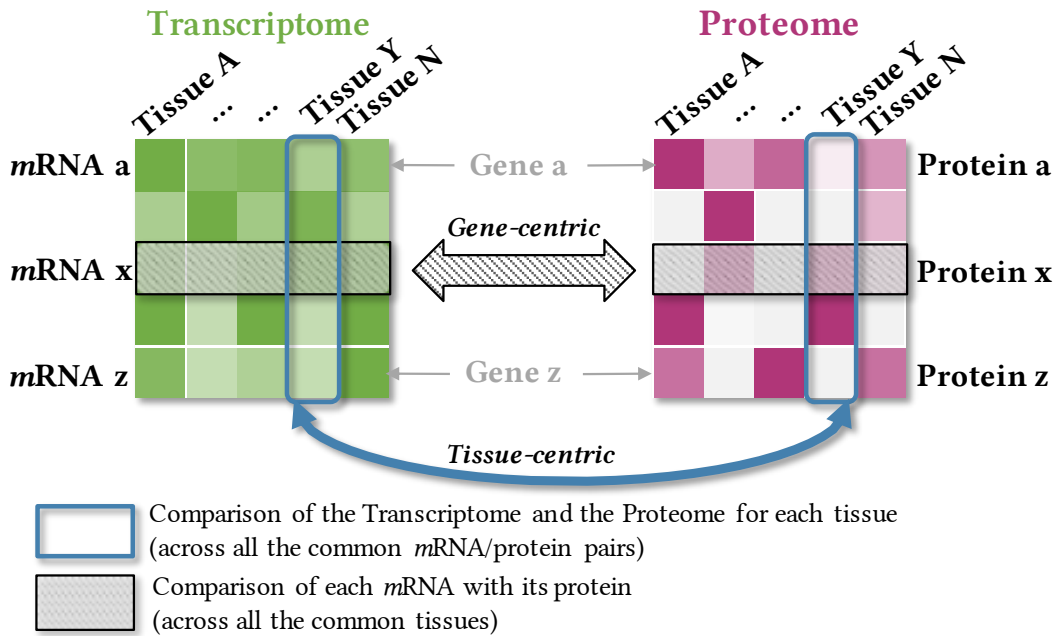 Transcriptome Proteome
Tissue A ... ... Tissue Y Tissue N Tissue A ... ... Tissue Y Tissue N
mRNA a Gene a Protein a
Gene-centric
mRNA x Protein x
mRNA z Gene z Protein z
Tissue-centric
Comparison of the Transcriptome and the Proteome for each tissue
(across all the common mRNA/protein pairs)
Comparison of each mRNA with its protein
(across all the common tissues)